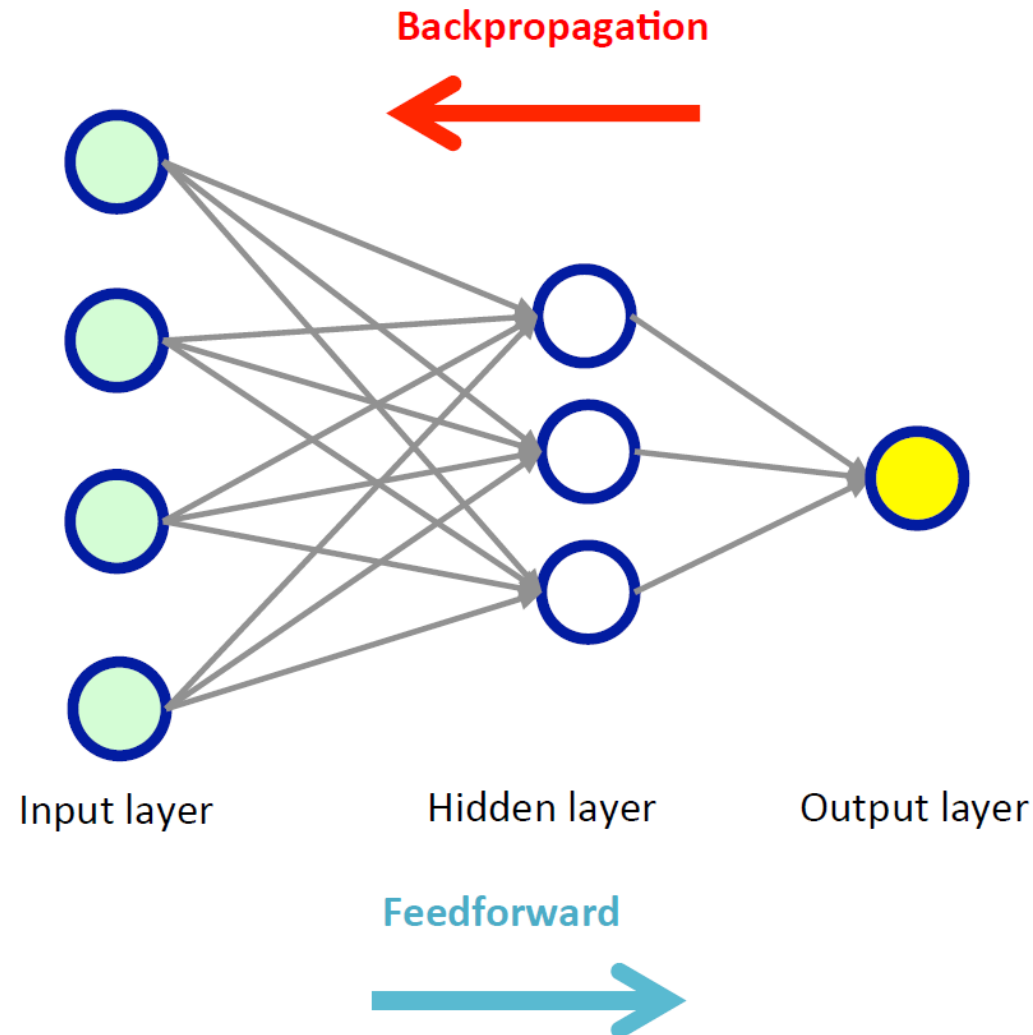 Backpropagation
Input layer
Hidden layer
Output layer
Feedforward